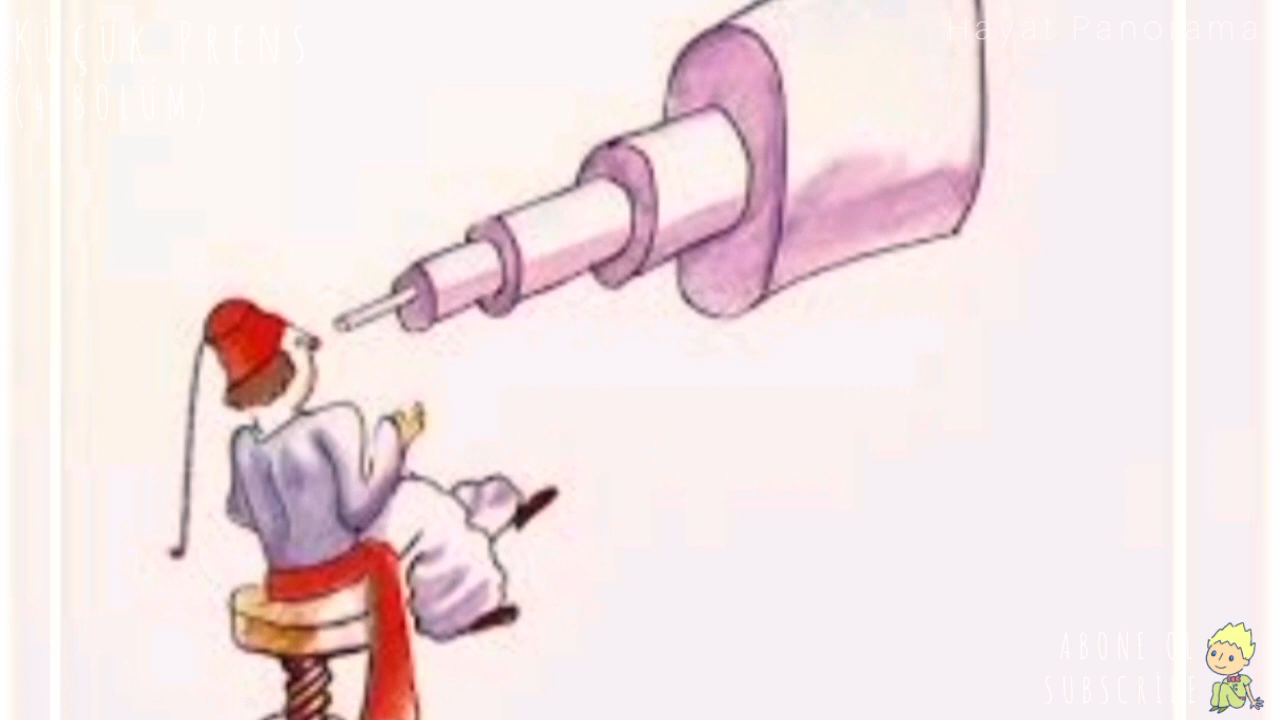 Küçük Prens
(4. BÖLÜM)
Hayat Panorama
ABONE OL
SUBSCRIBE